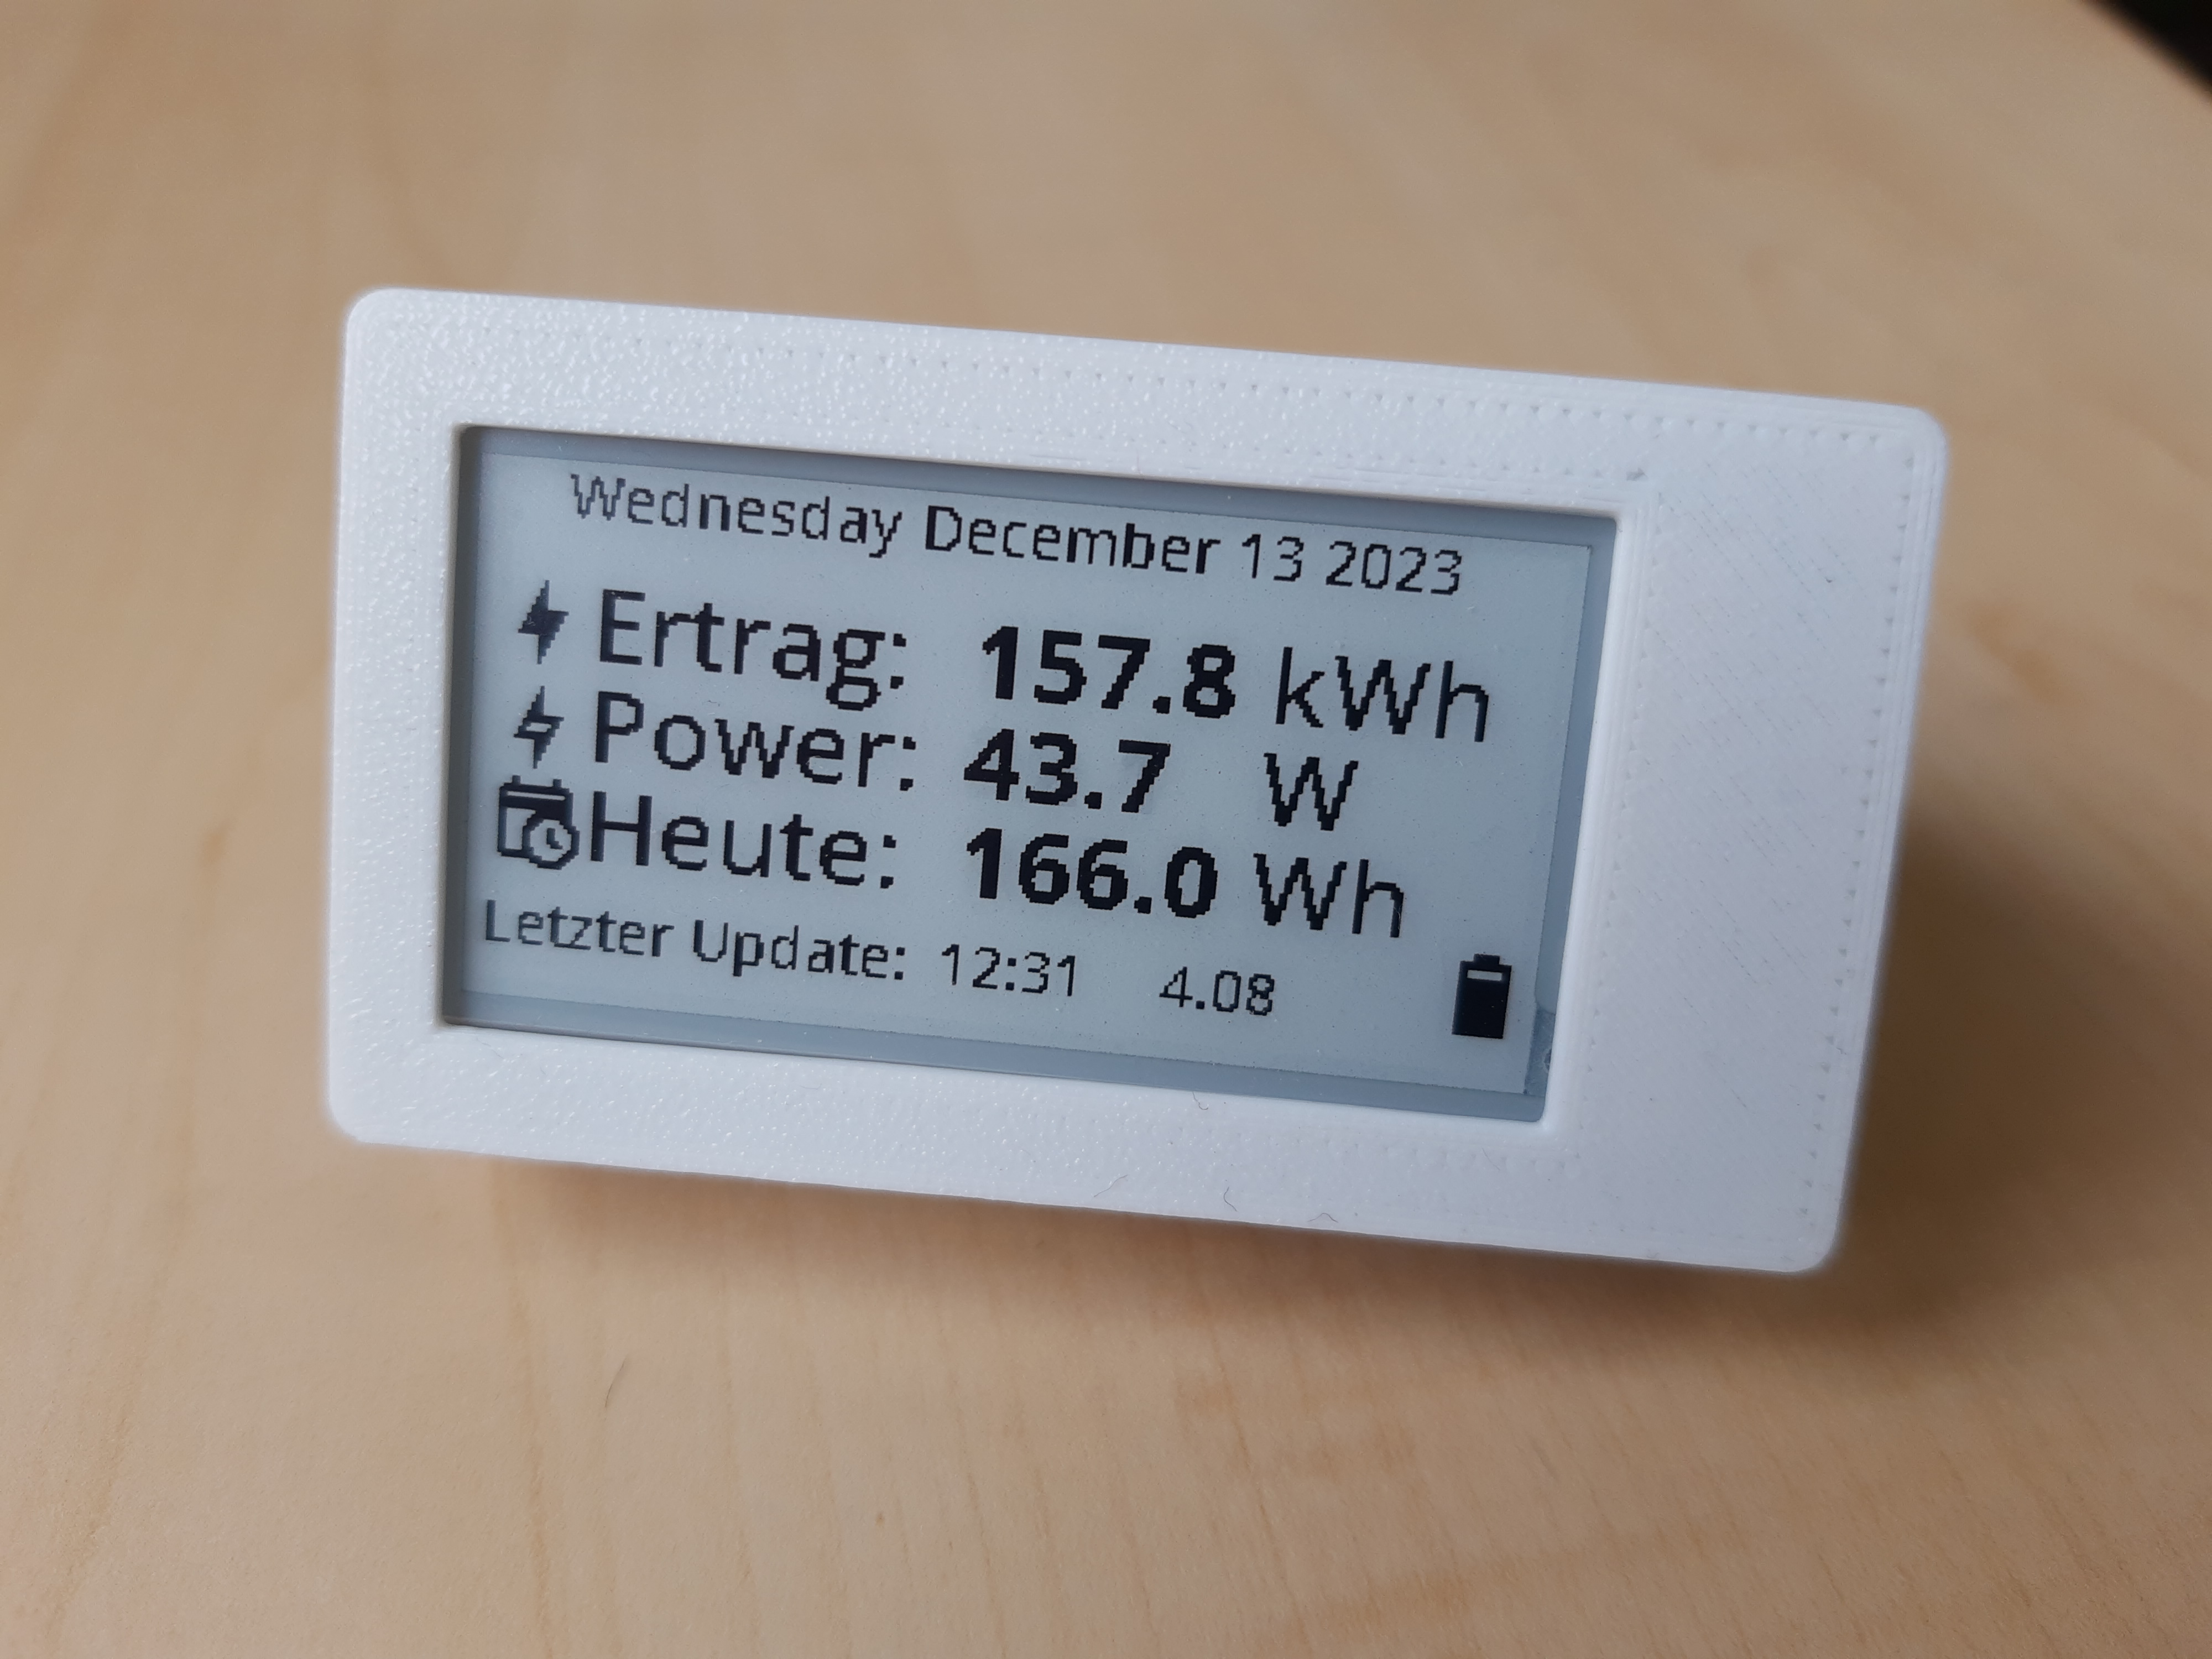 Wednesday December 13 2023
Ertrag: 157.8 kWh
Power: 43.7 W
Heute: 166.0 Wh
Letzter Update: 12:31 4.08